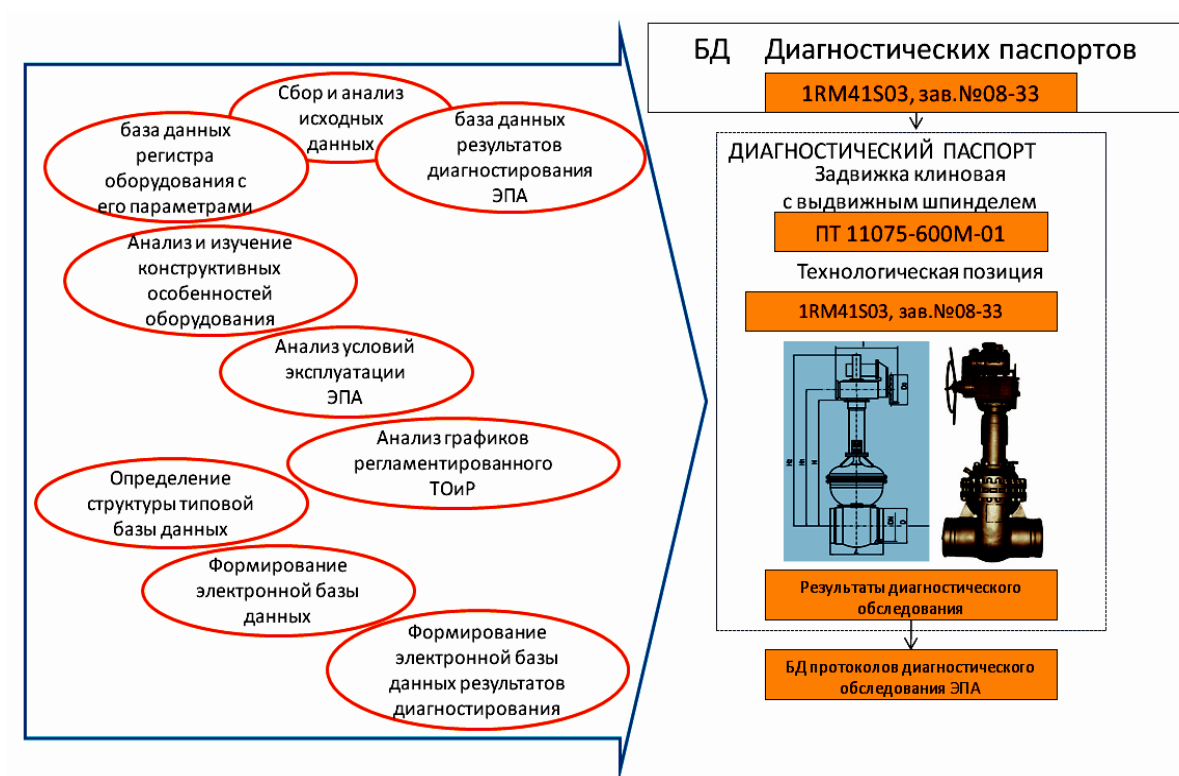 Сбор и анализ
исходных
данных
база данных
регистра
оборудования с
его параметрами
база данных
результатов
диагностирования
ЭПА
Анализ и изучение
конструктивных
особенностей
оборудования
Анализ условий
эксплуатации
ЭПА
Анализ графиков
регламентированного
ТОиР
Определение
структуры типовой
базы данных
Формирование
электронной базы
данных
Формирование
электронной базы
данных результатов
диагностирования
БД Диагностических паспортов
1RM41S03, зав.№08-33
ДИАГНОСТИЧЕСКИЙ ПАСПОРТ
Задвижка клиновая
с выдвижным шпинделем
ПТ 11075-600М-01
Технологическая позиция
1RM41S03, зав.№08-33
Результаты диагностического
обследования
БД протоколов диагностического
обследования ЭПА